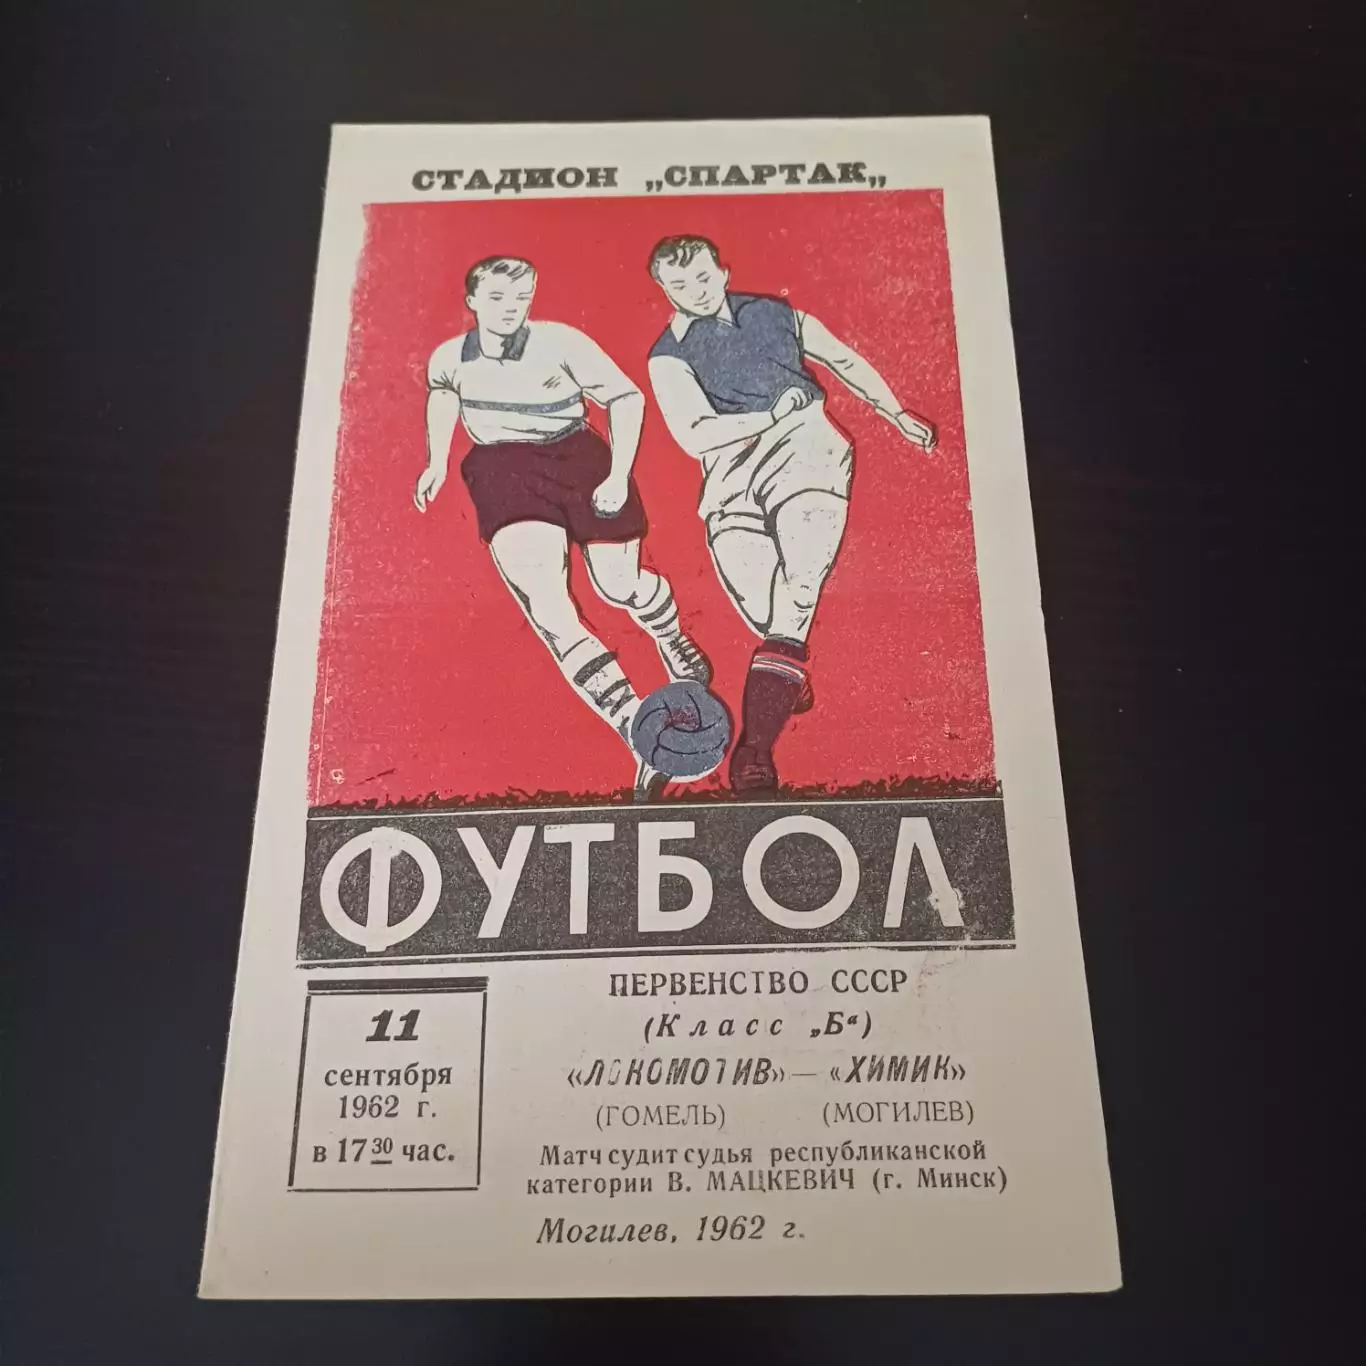 СТАДИОН „СПАРТАК„
ФУТБОЛ
11
сентября
1962 г.
в 17 30 час.
ПЕРВЕНСТВО СССР
(Класс „Б“)
«ЛОКОМОТИВ» — «ХИМИК»
(ГОМЕЛЬ) (МОГИЛЕВ)
Матч судит судья республиканской
категории В. МАЦКЕВИЧ (г. Минск)
Могилев, 1962 г.